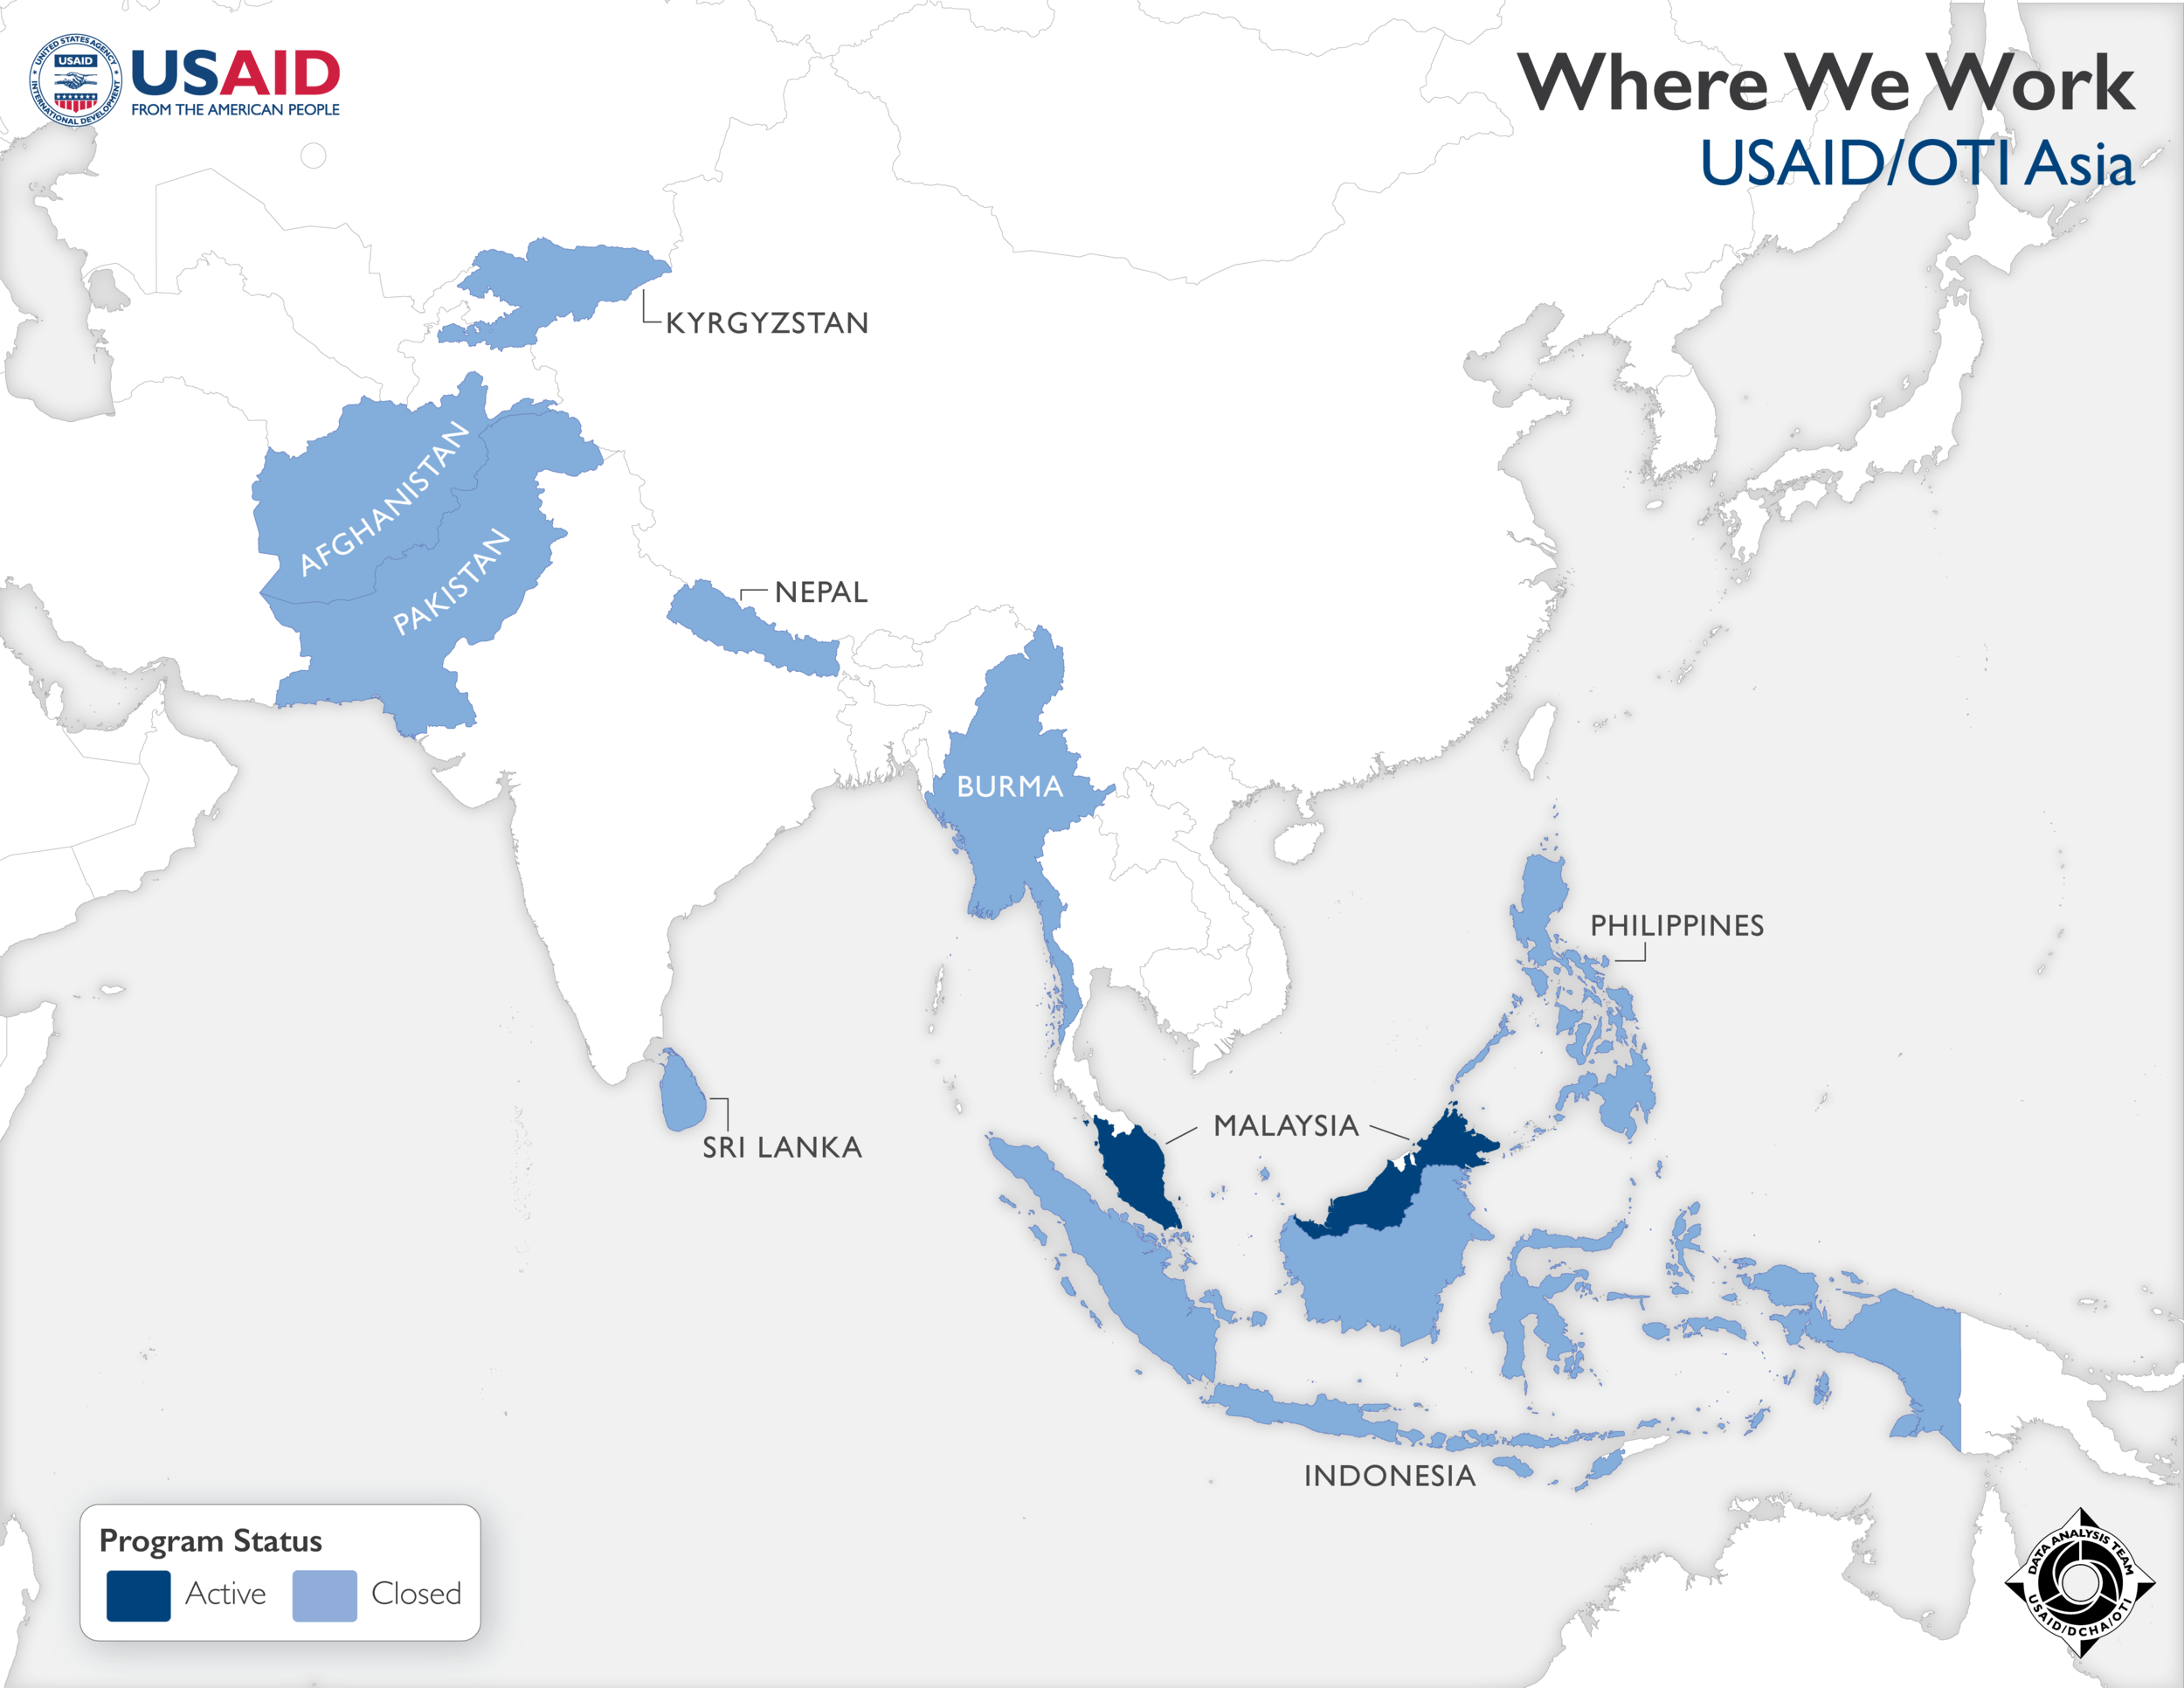 UNITED STATES AGENCY
INTERNATIONAL DEVELOPMENT
USAID
USAID
FROM THE AMERICAN PEOPLE
Where We Work
USAID/OTI Asia
KYRGYZSTAN
AFGHANISTAN
PAKISTAN
NEPAL
BURMA
PHILIPPINES
MALAYSIA
SRI LANKA
INDONESIA
Program Status
Active
Closed
DATA ANALYSIS TEAM
USAID/DCHA/OTI